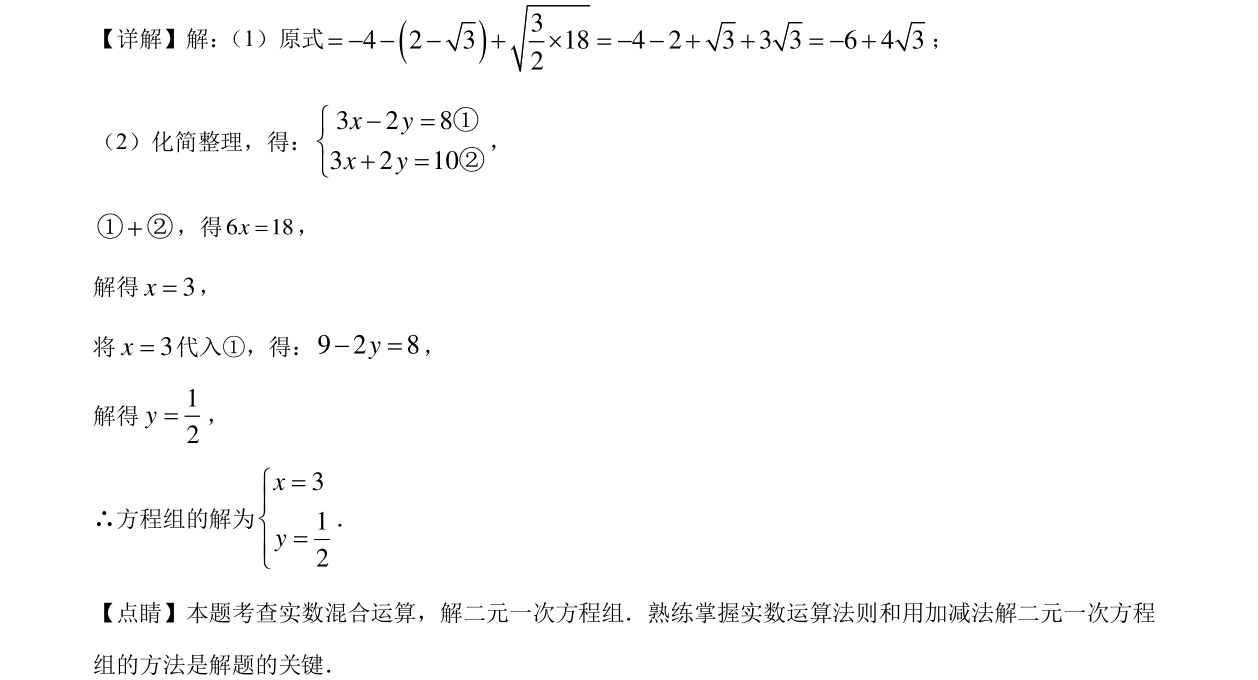 【详解】解：（1）原式=−4−(2−√3)+√(3/2×18)=−4−2+√3+3√3=−6+4√3；
（2）化简整理，得：{3x−2y=8①
3x+2y=10②，
①+②，得6x=18，
解得x=3，
将x=3代入①，得：9−2y=8，
解得y=1/2，
∴方程组的解为{x=3
y=1/2．
【点睛】本题考查实数混合运算，解二元一次方程组．熟练掌握实数运算法则和用加减法解二元一次方程
组的方法是解题的关键．